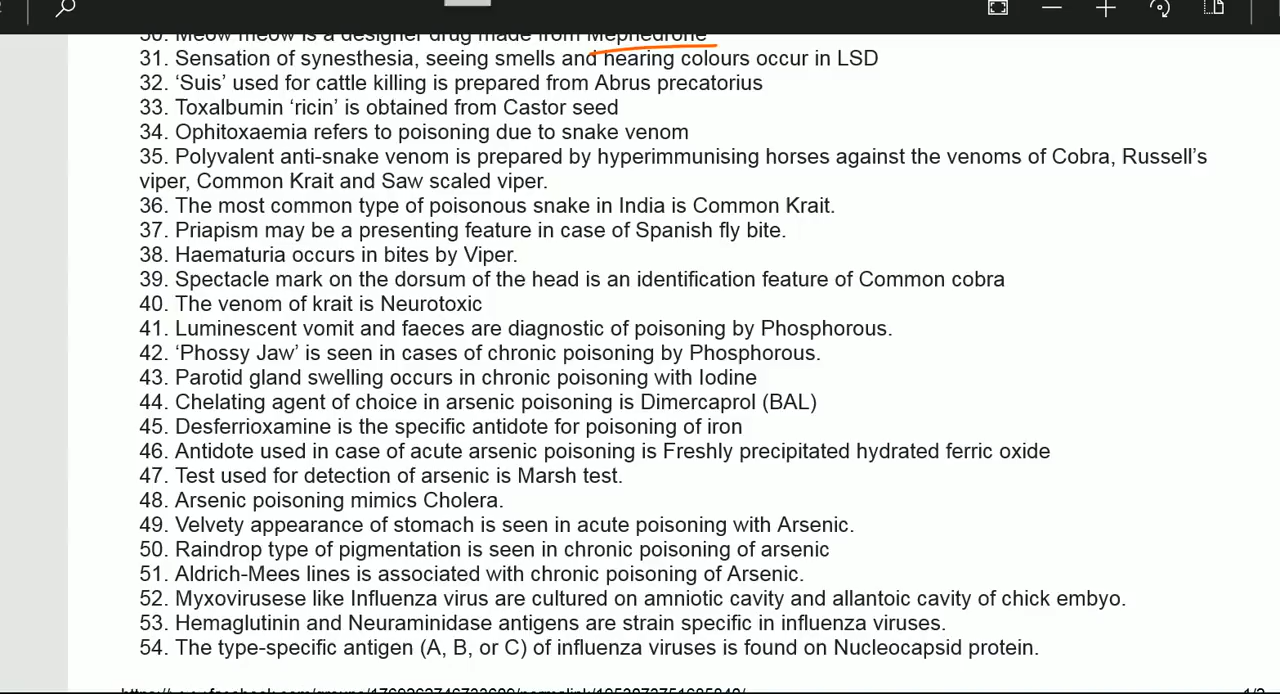 30. Meow meow is a designer drug made from Mephedrone
31. Sensation of synesthesia, seeing smells and hearing colours occur in LSD
32. ‘Suis’ used for cattle killing is prepared from Abrus precatorius
33. Toxalbumin ‘ricin’ is obtained from Castor seed
34. Ophitoxaemia refers to poisoning due to snake venom
35. Polyvalent anti-snake venom is prepared by hyperimmunising horses against the venoms of Cobra, Russell’s
viper, Common Krait and Saw scaled viper.
36. The most common type of poisonous snake in India is Common Krait.
37. Priapism may be a presenting feature in case of Spanish fly bite.
38. Haematuria occurs in bites by Viper.
39. Spectacle mark on the dorsum of the head is an identification feature of Common cobra
40. The venom of krait is Neurotoxic
41. Luminescent vomit and faeces are diagnostic of poisoning by Phosphorous.
42. ‘Phossy Jaw’ is seen in cases of chronic poisoning by Phosphorous.
43. Parotid gland swelling occurs in chronic poisoning with Iodine
44. Chelating agent of choice in arsenic poisoning is Dimercaprol (BAL)
45. Desferrioxamine is the specific antidote for poisoning of iron
46. Antidote used in case of acute arsenic poisoning is Freshly precipitated hydrated ferric oxide
47. Test used for detection of arsenic is Marsh test.
48. Arsenic poisoning mimics Cholera.
49. Velvety appearance of stomach is seen in acute poisoning with Arsenic.
50. Raindrop type of pigmentation is seen in chronic poisoning of arsenic
51. Aldrich-Mees lines is associated with chronic poisoning of Arsenic.
52. Myxovirusese like Influenza virus are cultured on amniotic cavity and allantoic cavity of chick embyo.
53. Hemaglutinin and Neuraminidase antigens are strain specific in influenza viruses.
54. The type-specific antigen (A, B, or C) of influenza viruses is found on Nucleocapsid protein.